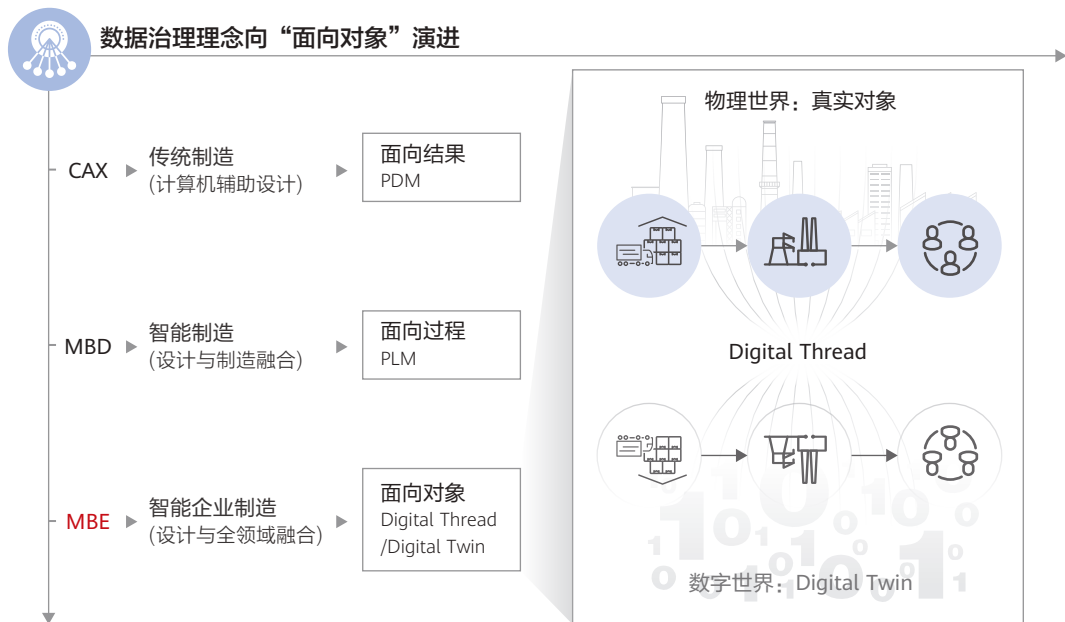 数据治理理念向“面向对象”演进
CAX
传统制造
(计算机辅助设计)
面向结果
PDM
MBD
智能制造
(设计与制造融合)
面向过程
PLM
MBE
智能企业制造
(设计与全领域融合)
面向对象
Digital Thread
/Digital Twin
物理世界：真实对象
Digital Thread
数字世界：Digital Twin